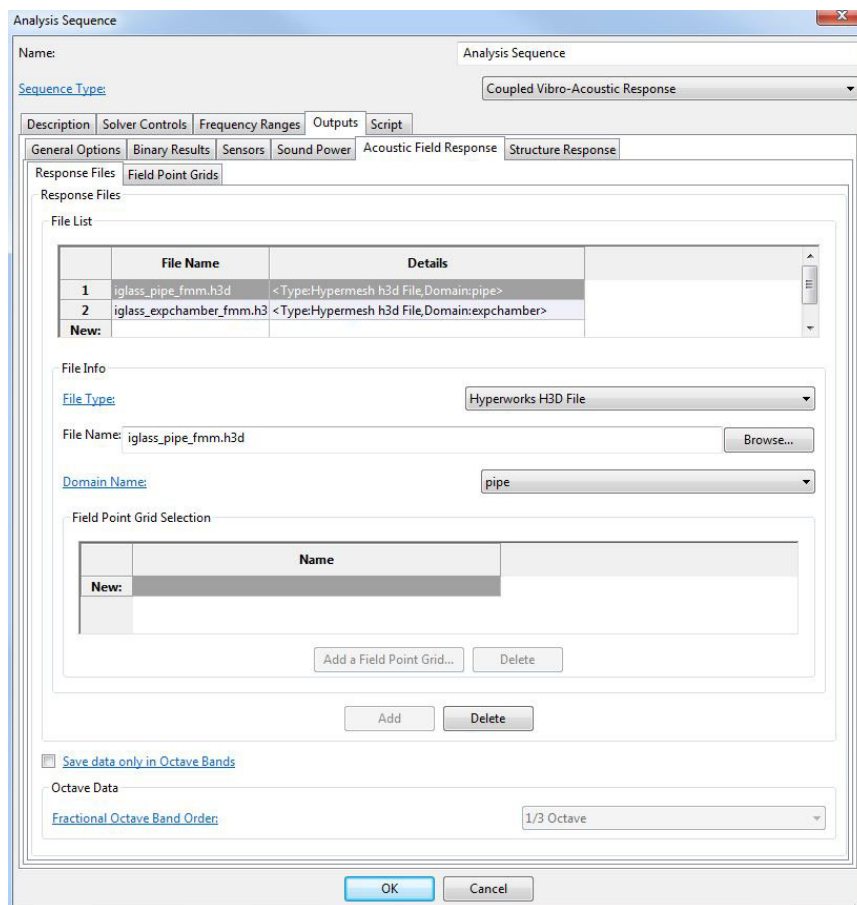 Analysis Sequence
Name: Analysis Sequence
Sequence Type: Coupled Vibro-Acoustic Response
Description Solver Controls Frequency Ranges Outputs Script
General Options Binary Results Sensors Sound Power Acoustic Field Response Structure Response
Response Files Field Point Grids
Response Files
File List
File Name Details
1 iglass_pipe_fmm.h3d <Type:Hypermesh h3d File,Domain:pipe>
2 iglass_expchamber_fmm.h3 <Type:Hypermesh h3d File,Domain:expchamber>
New:
File Info
File Type: Hyperworks H3D File
File Name: iglass_pipe_fmm.h3d Browse...
Domain Name: pipe
Field Point Grid Selection
Name
New:
Add a Field Point Grid... Delete
Add Delete
Save data only in Octave Bands
Octave Data
Fractional Octave Band Order: 1/3 Octave
OK Cancel